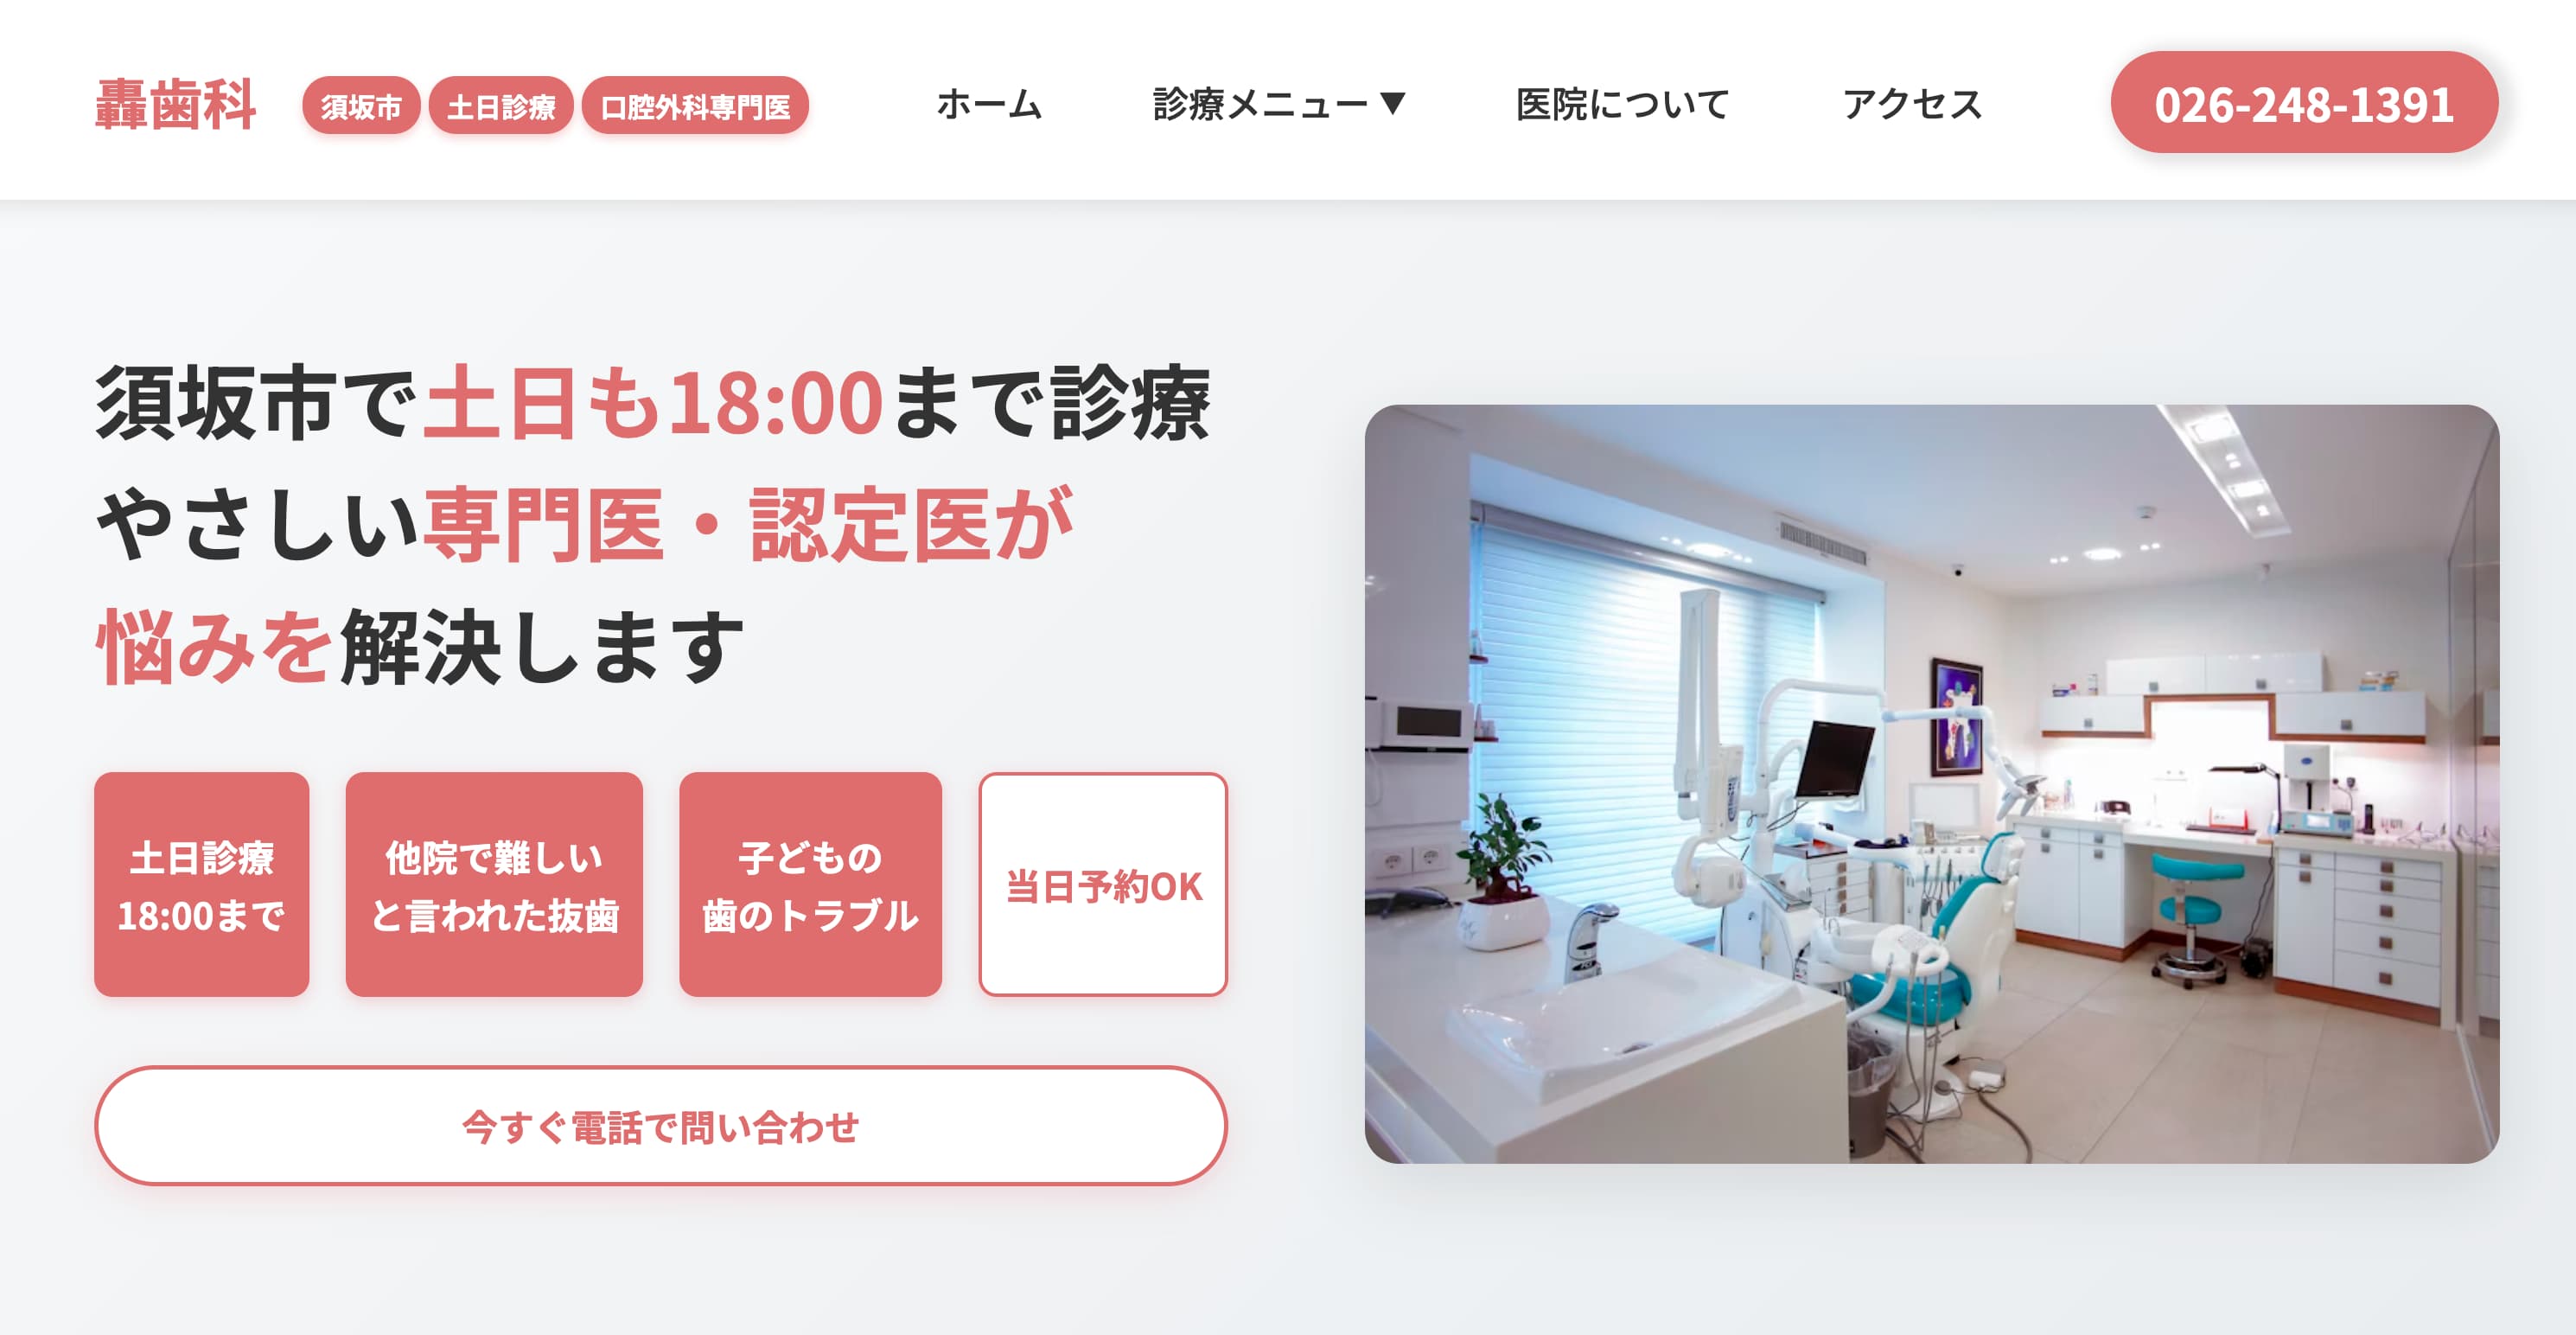 轟歯科
須坂市 土日診療 口腔外科専門医
ホーム 診療メニュー ▼ 医院について アクセス
026-248-1391
須坂市で土日も18:00まで診療
やさしい専門医・認定医が
悩みを解決します
土日診療
18:00まで
他院で難しい
と言われた抜歯
子どもの
歯のトラブル
当日予約OK
今すぐ電話で問い合わせ